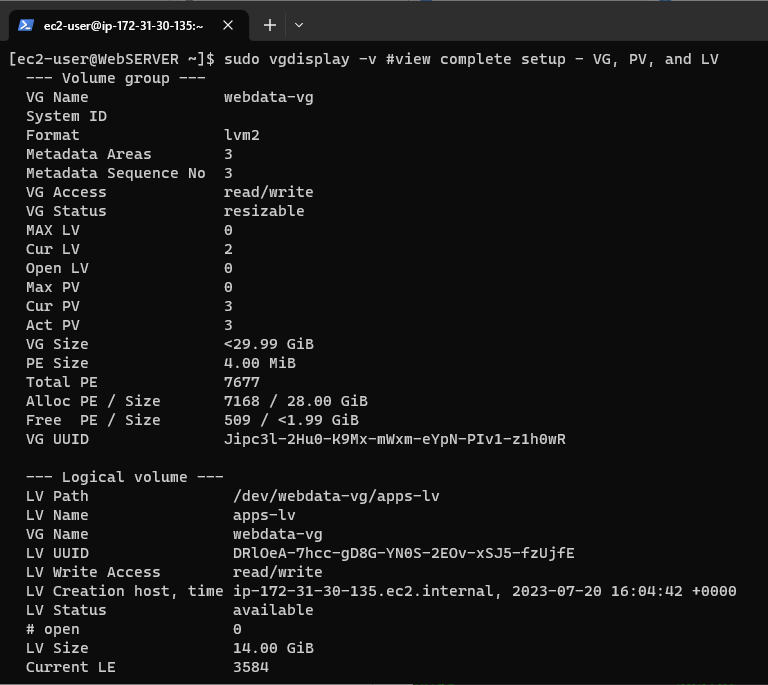 ec2-user@ip-172-31-30-135:~
[ec2-user@WebSERVER ~]$ sudo vgdisplay -v #view complete setup - VG, PV, and LV
--- Volume group ---
VG Name webdata-vg
System ID
Format lvm2
Metadata Areas 3
Metadata Sequence No 3
VG Access read/write
VG Status resizable
MAX LV 0
Cur LV 2
Open LV 0
Max PV 0
Cur PV 3
Act PV 3
VG Size <29.99 GiB
PE Size 4.00 MiB
Total PE 7677
Alloc PE / Size 7168 / 28.00 GiB
Free  PE / Size 509 / <1.99 GiB
VG UUID Jipc3l-2Hu0-K9Mx-mWxm-eYpN-PIv1-z1h0wR
--- Logical volume ---
LV Path /dev/webdata-vg/apps-lv
LV Name apps-lv
VG Name webdata-vg
LV UUID DRlOeA-7hcc-gD8G-YN0S-2EOv-xSJ5-fzUjfE
LV Write Access read/write
LV Creation host, time ip-172-31-30-135.ec2.internal, 2023-07-20 16:04:42 +0000
LV Status available
# open 0
LV Size 14.00 GiB
Current LE 3584